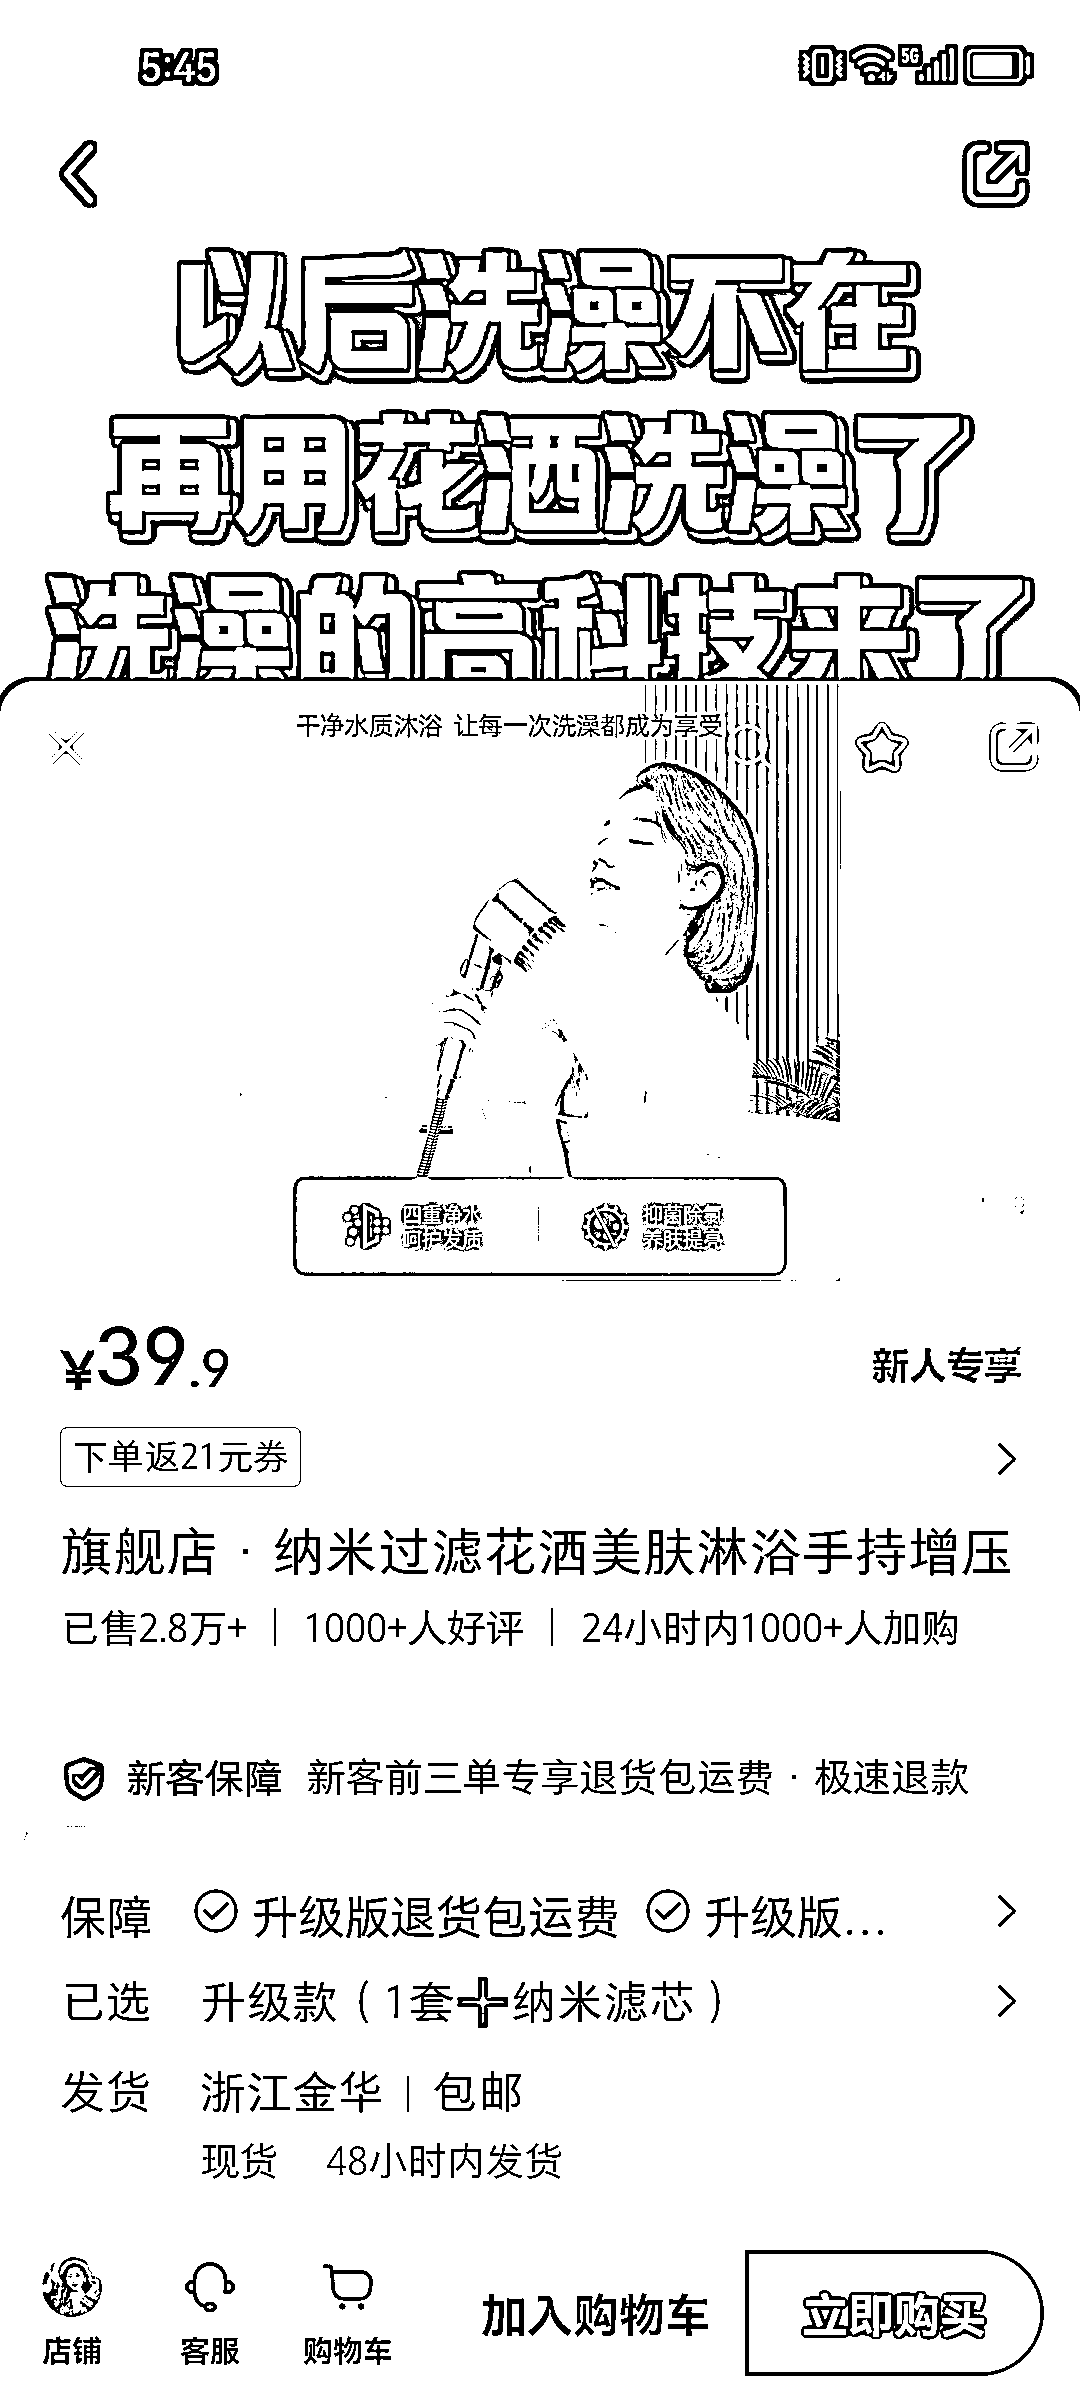 5:45
5G
以后洗澡不在
再用花洒洗澡了
洗澡的高科技来了
干净水质沐浴 让每一次洗澡都成为享受
四重净水
呵护发质
抑菌除氯
养肤提亮
¥39.9
新人专享
下单返21元券
旗舰店 · 纳米过滤花洒美肤淋浴手持增压
已售2.8万+ | 1000+人好评 | 24小时内1000+人加购
新客保障 新客前三单专享退货包运费 · 极速退款
保障 升级版退货包运费 升级版...
已选 升级款（1套➕纳米滤芯）
发货 浙江金华 | 包邮
现货 48小时内发货
店铺
客服
购物车
加入购物车
立即购买